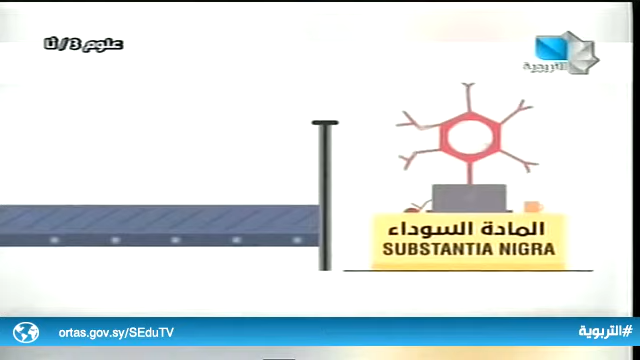 علوم /3/ ثا
التربوية
المادة السوداء
SUBSTANTIA NIGRA
ortas.gov.sy/SEduTV
#التربوية